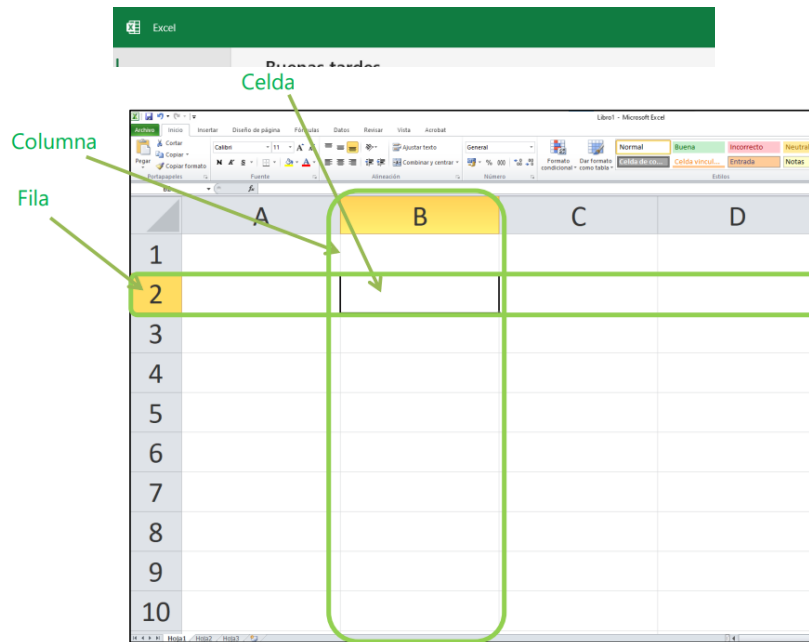 Excel
Buenas tardes
Celda
Columna
Fila
Libro1 - Microsoft Excel
Archivo Inicio Insertar Diseño de página Fórmulas Datos Revisar Vista Acrobat
Cortar
Copiar
Copiar formato
Pegar
Portapapeles
Calibri 11
N K S
Fuente
Ajustar texto
Combinar y centrar
Alineación
General
% 000
Número
Formato condicional
Dar formato como tabla
Normal Buena Incorrecto Neutral
Celda de co... Celda vincul... Entrada Notas
Estilos
fx
A B C D
1
2
3
4
5
6
7
8
9
10
Hoja1 Hoja2 Hoja3